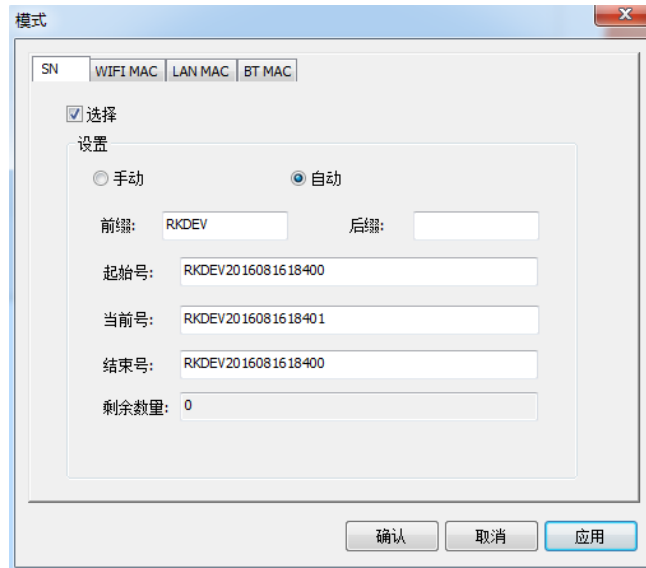 模式
SN WIFI MAC LAN MAC BT MAC
选择
设置
手动 自动
前缀: RKDEV 后缀:
起始号: RKDEV2016081618400
当前号: RKDEV2016081618401
结束号: RKDEV2016081618400
剩余数量: 0
确认 取消 应用